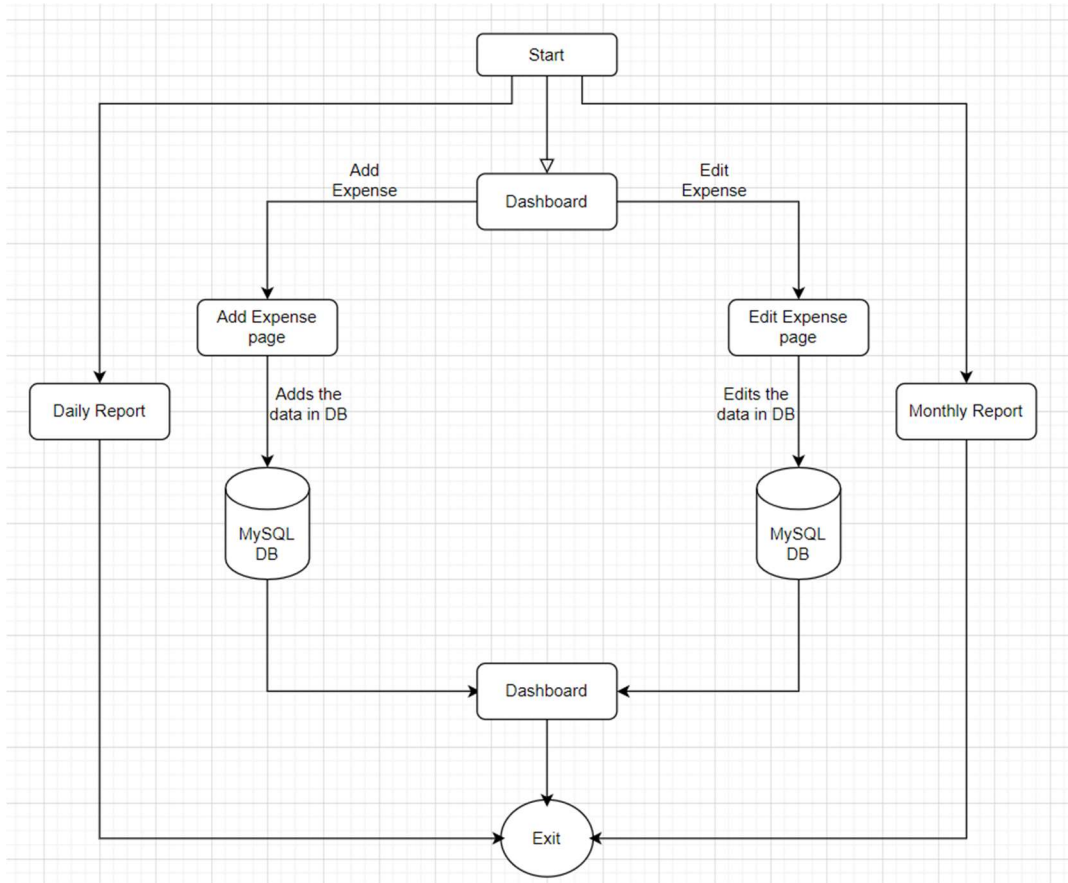 Start
Add
Expense
Edit
Expense
Dashboard
Add Expense
page
Edit Expense
page
Daily Report
Adds the
data in DB
Edits the
data in DB
Monthly Report
MySQL
DB
MySQL
DB
Dashboard
Exit